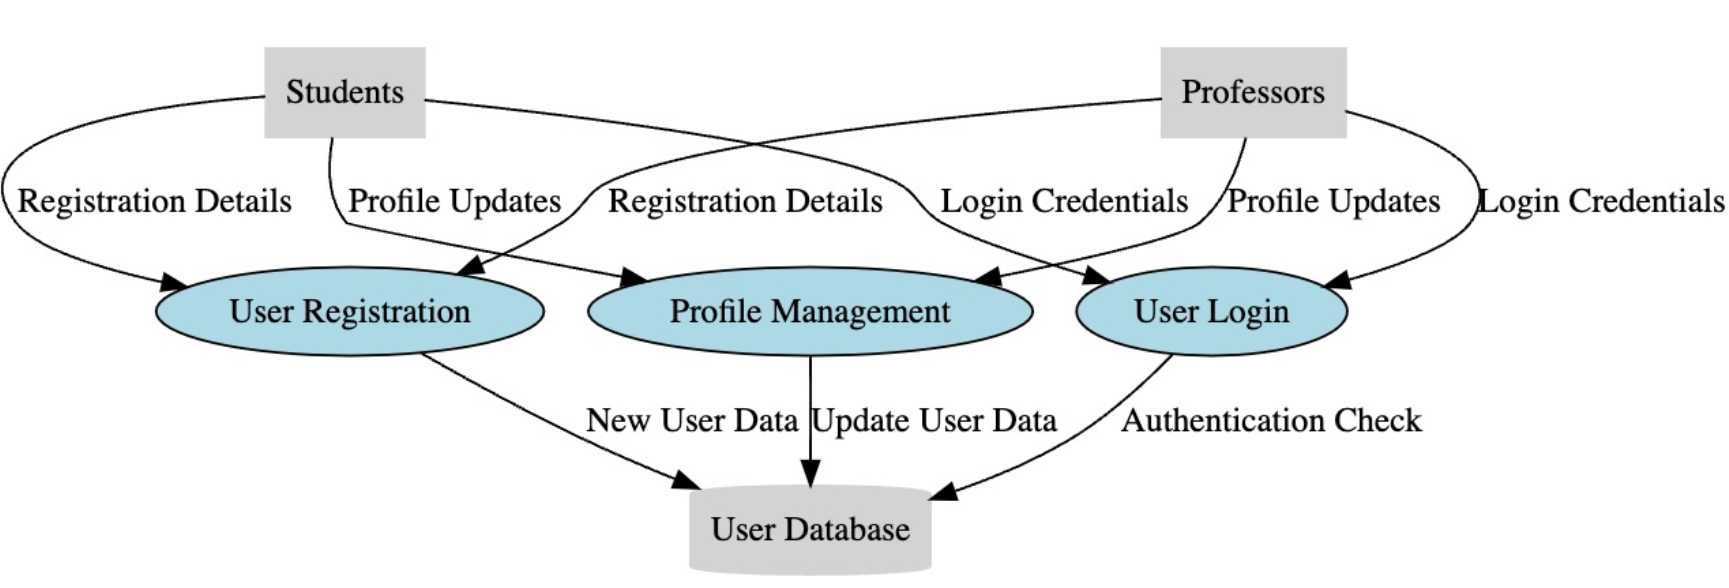 Students
Professors
Registration Details
Profile Updates
Registration Details
Login Credentials
Profile Updates
Login Credentials
User Registration
Profile Management
User Login
New User Data
Update User Data
Authentication Check
User Database